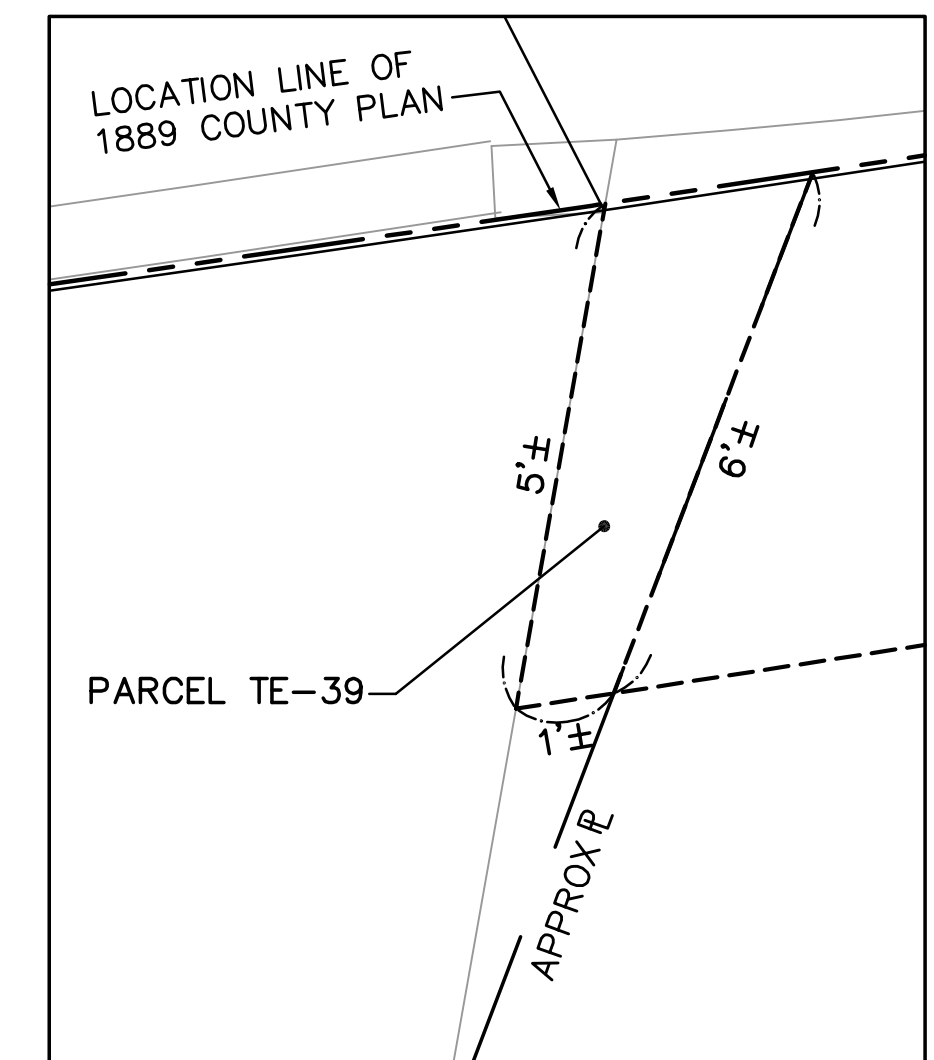 LOCATION LINE OF
1889 COUNTY PLAN
5'±
6'±
PARCEL TE-39
1'±
APPROX ⅊